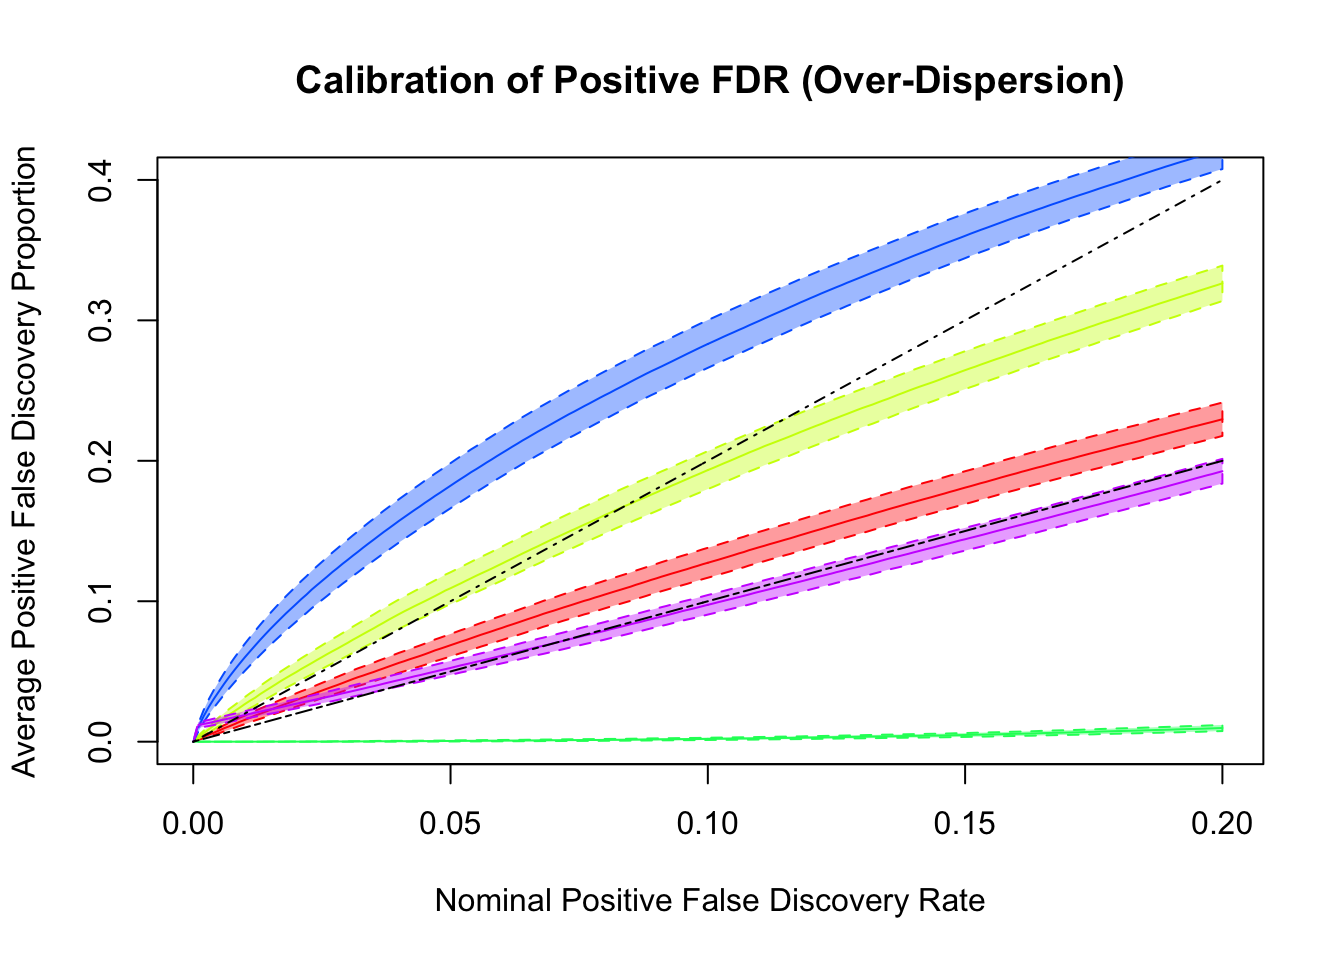 Calibration of Positive FDR (Over-Dispersion)
Average Positive False Discovery Proportion
0.4
0.3
0.2
0.1
0.0
0.00 0.05 0.10 0.15 0.20
Nominal Positive False Discovery Rate